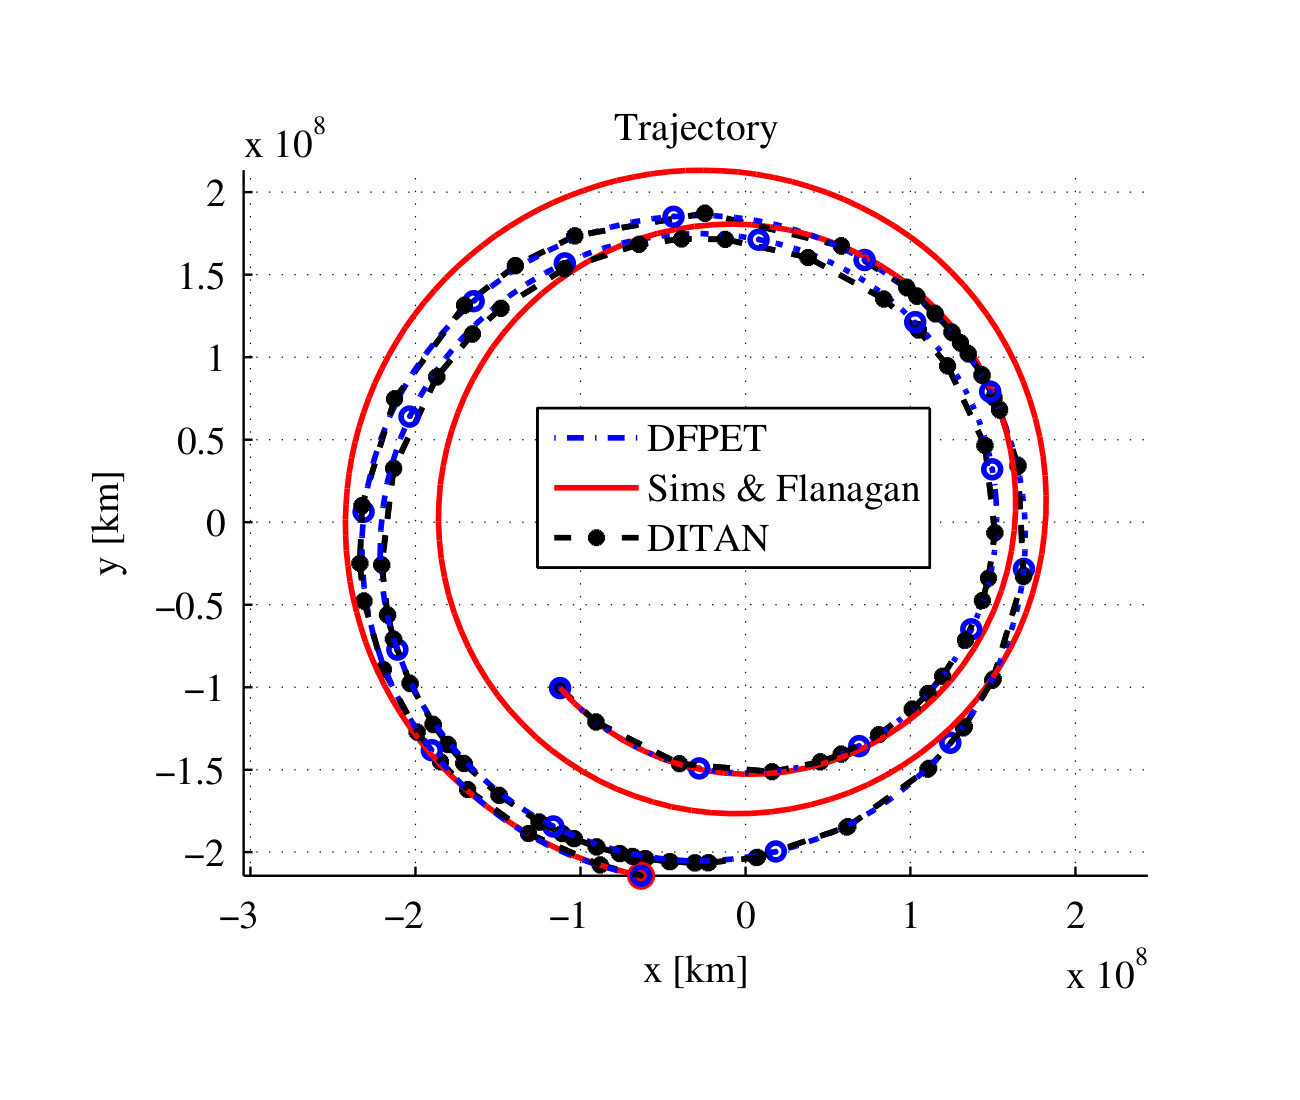 Trajectory
x 10^8
2
1.5
1
0.5
0
−0.5
−1
−1.5
−2
y [km]
DFPET
Sims & Flanagan
DITAN
−3 −2 −1 0 1 2
x [km]
x 10^8